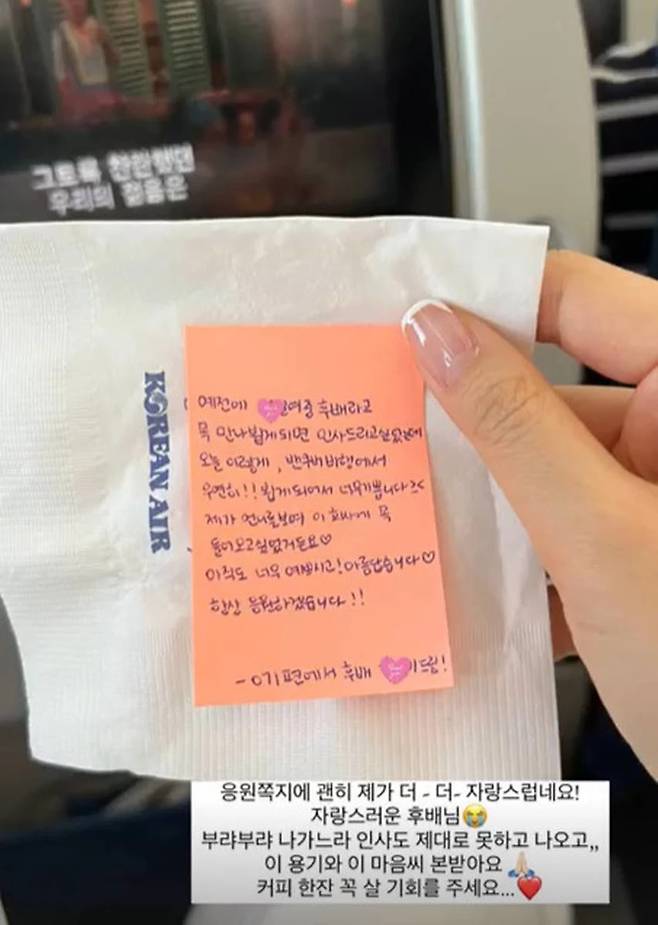 그토록 찬란했던
우리의 젊음은
KOREAN AIR
예전에 여중 후배라고
꼭 만나뵙게되면 인사드리고싶었는데
오늘 이렇게, 밴쿠버비행에서
우연히!! 뵙게되어서 너무기쁩니다><
제가 언니를보며 이 회사에 꼭
들어오고싶었거든요♡
아직도 너무 예쁘시고! 아름답습니다♡
항상 응원하겠습니다!!
- 071편에서 후배 드림!
응원쪽지에 괜히 제가 더 - 더- 자랑스럽네요!
자랑스러운 후배님😭
부랴부랴 나가느라 인사도 제대로 못하고 나오고,,
이 용기와 이 마음씨 본받아요 🙏🏻
커피 한잔 꼭 살 기회를 주세요...❤️